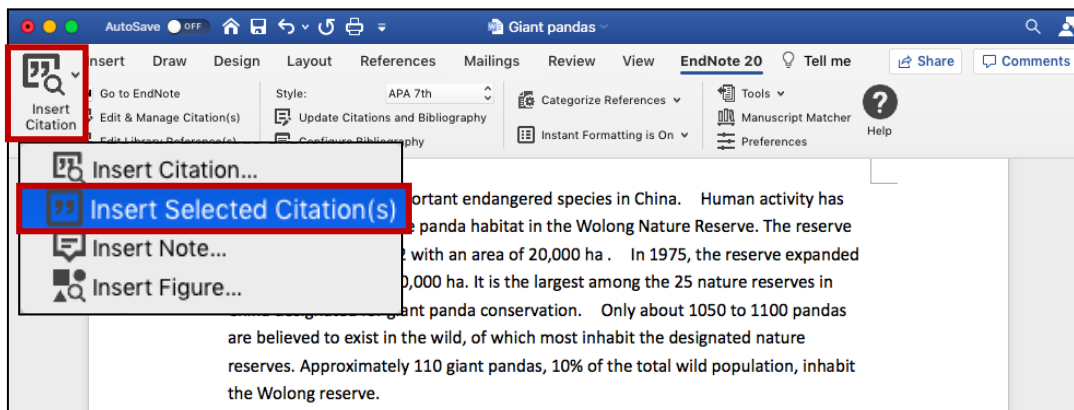 AutoSave OFF Giant pandas
Insert Draw Design Layout References Mailings Review View EndNote 20 Tell me Share Comments
Insert Citation
Go to EndNote
Edit & Manage Citation(s)
Edit Library Reference(s)
Style: APA 7th
Update Citations and Bibliography
Configure Bibliography
Categorize References
Instant Formatting is On
Tools
Manuscript Matcher
Preferences
Help
Insert Citation...
Insert Selected Citation(s)
Insert Note...
Insert Figure...
endangered species in China. Human activity has
panda habitat in the Wolong Nature Reserve. The reserve
with an area of 20,000 ha . In 1975, the reserve expanded
0,000 ha. It is the largest among the 25 nature reserves in
panda conservation. Only about 1050 to 1100 pandas
are believed to exist in the wild, of which most inhabit the designated nature
reserves. Approximately 110 giant pandas, 10% of the total wild population, inhabit
the Wolong reserve.